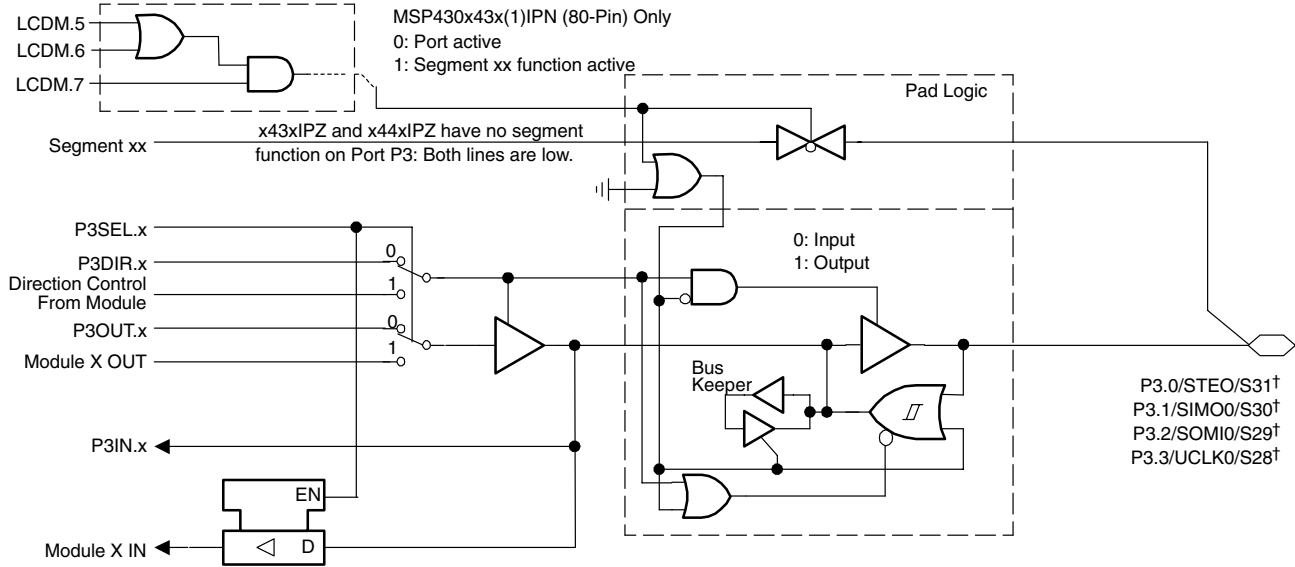 LCDM.5
LCDM.6
LCDM.7
MSP430x43x(1)IPN (80-Pin) Only
0: Port active
1: Segment xx function active
Pad Logic
Segment xx
x43xIPZ and x44xIPZ have no segment
function on Port P3: Both lines are low.
P3SEL.x
P3DIR.x
0
Direction Control
From Module
1
P3OUT.x
0
Module X OUT
1
0: Input
1: Output
Bus
Keeper
P3.0/STEO/S31†
P3.1/SIMO0/S30†
P3.2/SOMI0/S29†
P3.3/UCLK0/S28†
P3IN.x
EN
D
Module X IN